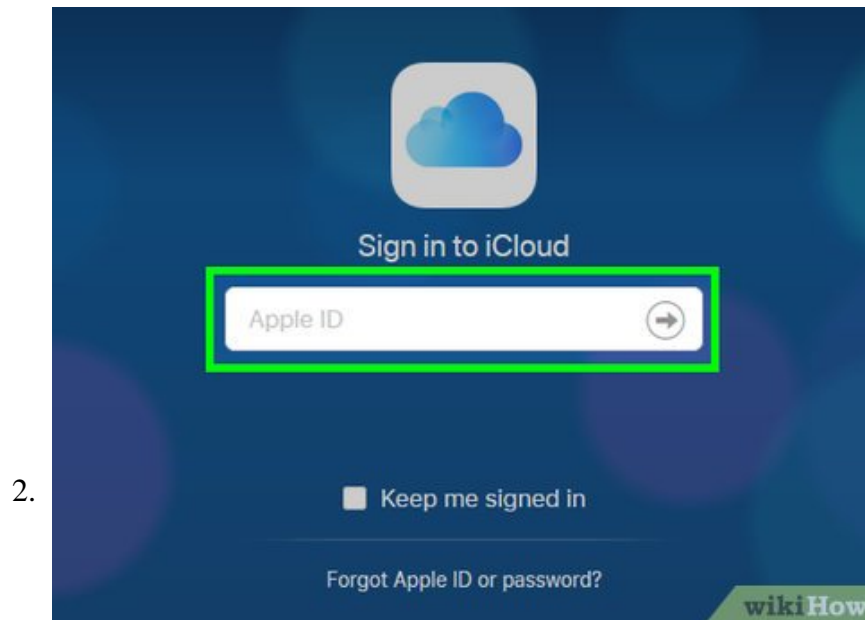 Sign in to iCloud
Apple ID
2.
Keep me signed in
Forgot Apple ID or password?
wikiHow